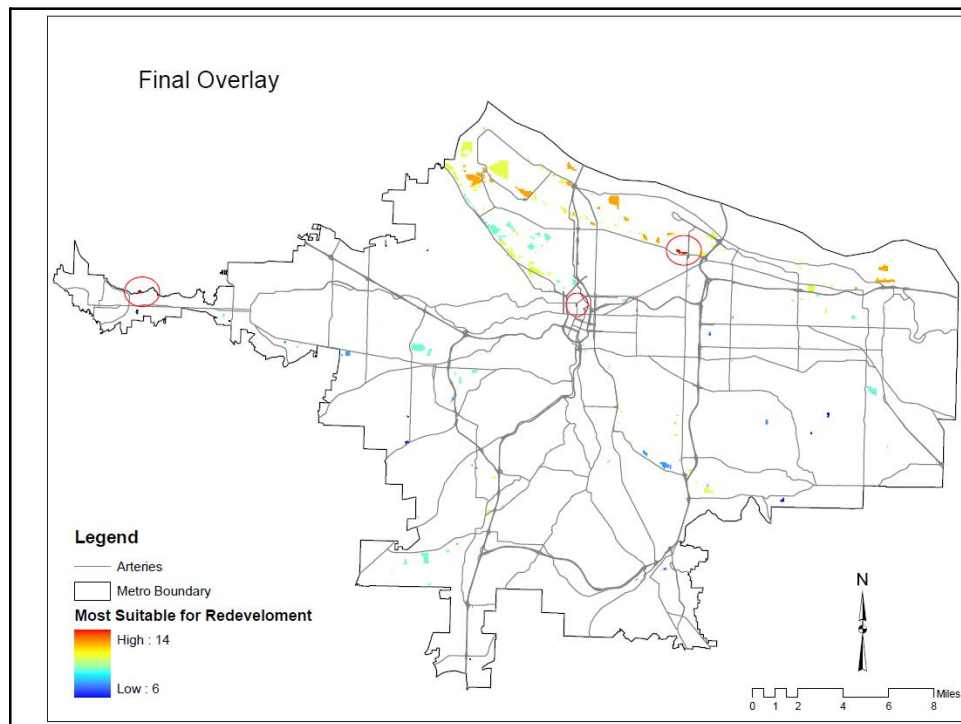 Final Overlay
Legend
Arteries
Metro Boundary
Most Suitable for Redeveloment
High : 14
Low : 6
N
Miles
0 1 2 4 6 8